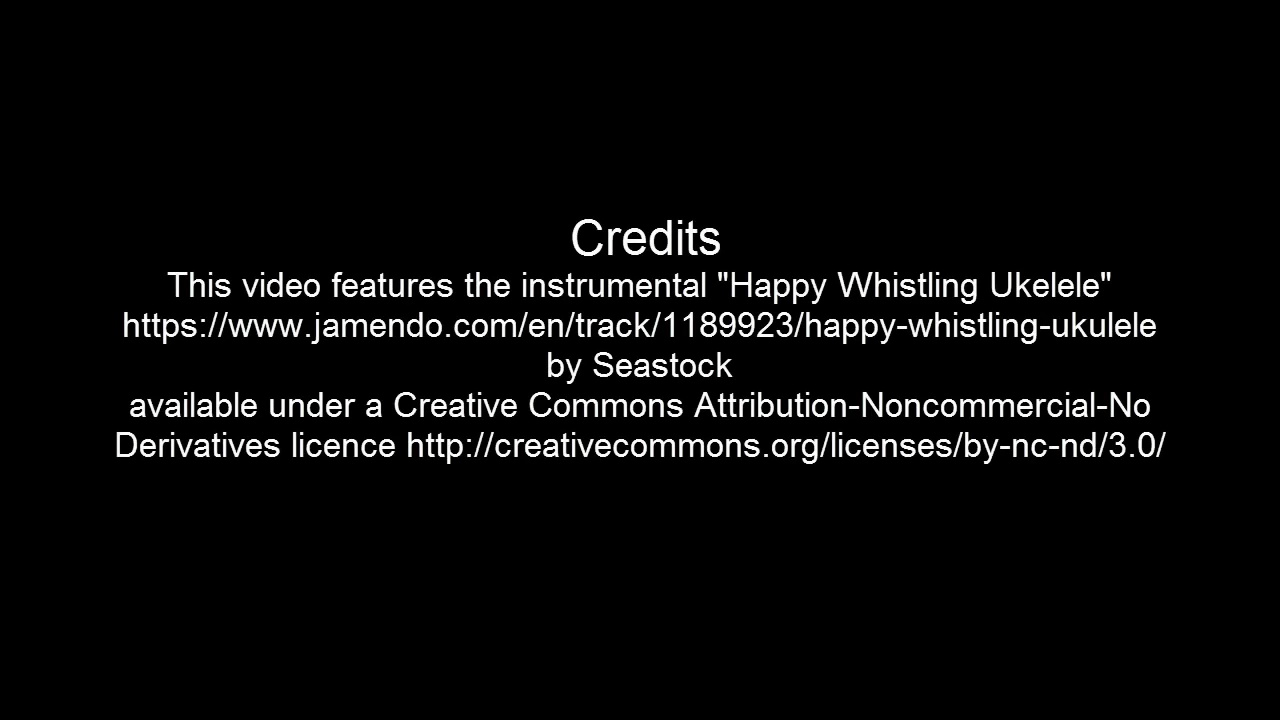 Credits
This video features the instrumental "Happy Whistling Ukelele"
https://www.jamendo.com/en/track/1189923/happy-whistling-ukulele
by Seastock
available under a Creative Commons Attribution-Noncommercial-No
Derivatives licence http://creativecommons.org/licenses/by-nc-nd/3.0/